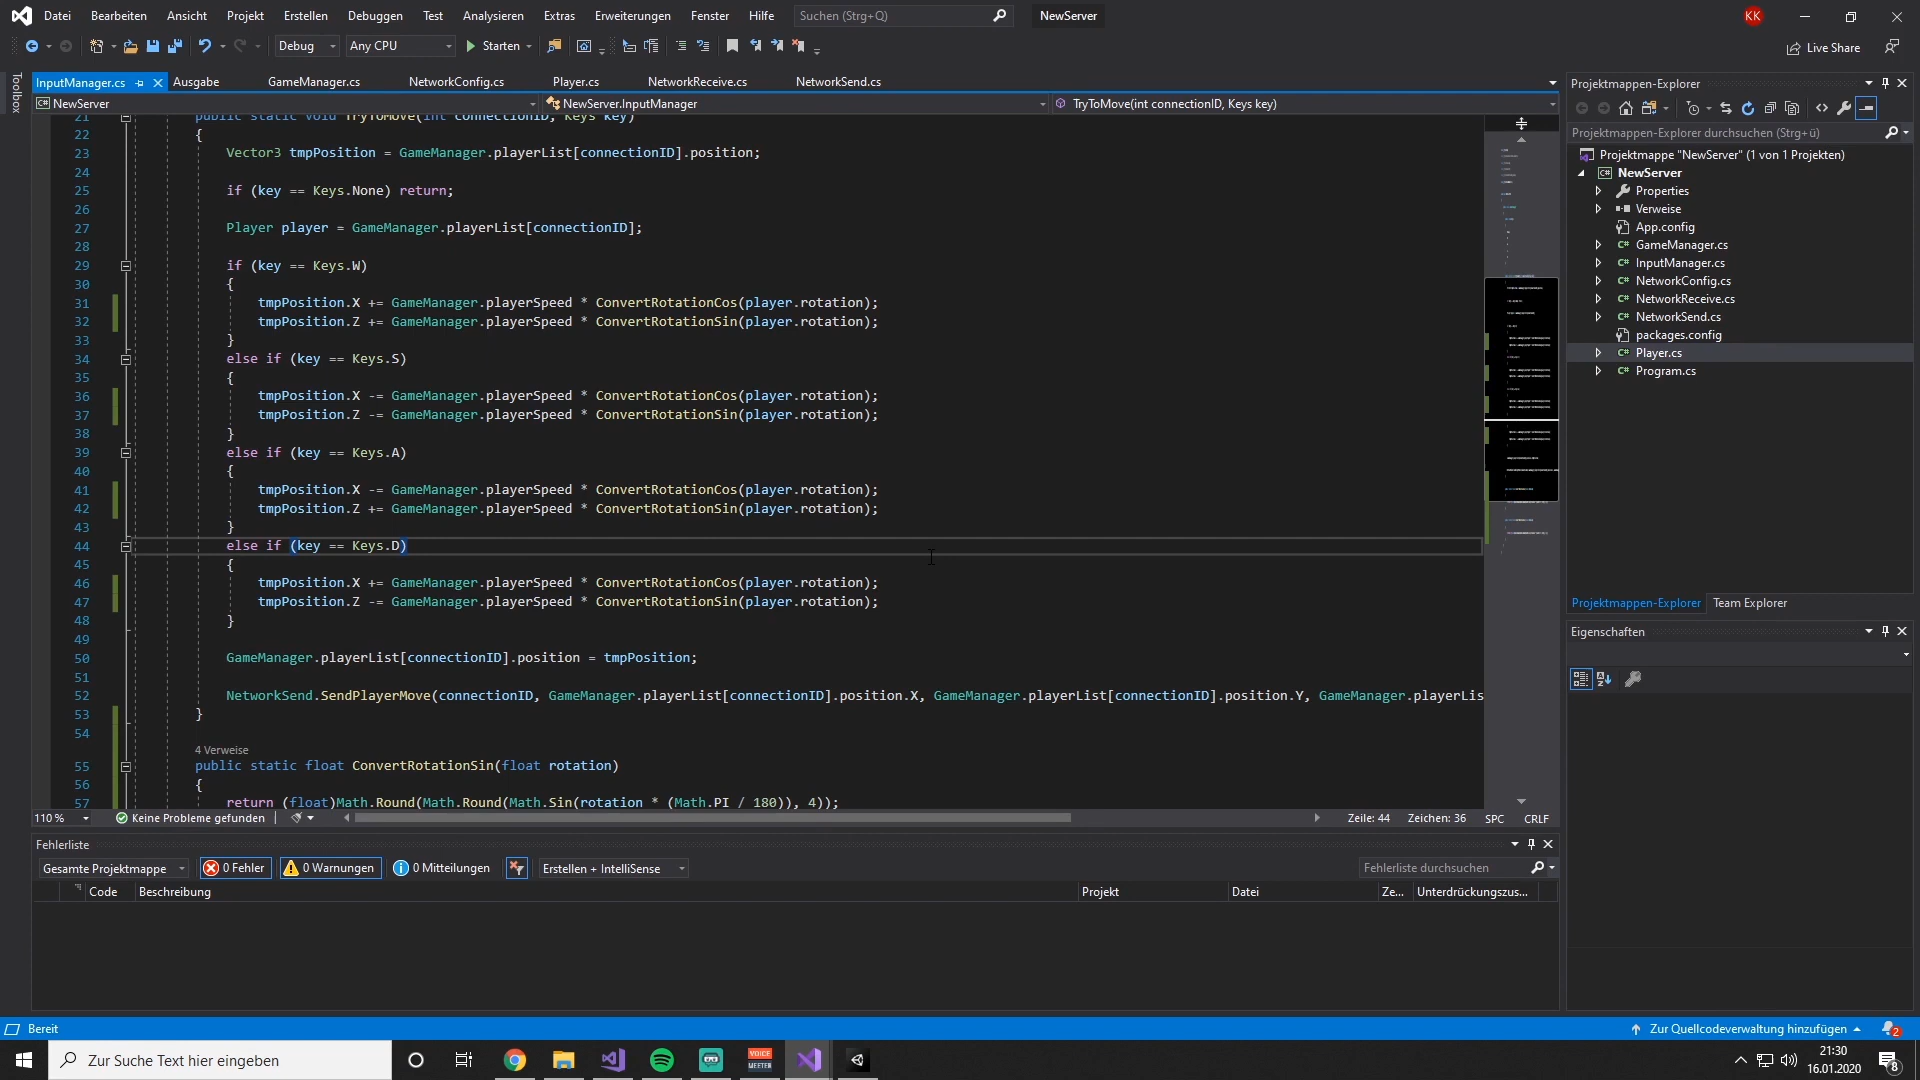 Datei Bearbeiten Ansicht Projekt Erstellen Debuggen Test Analysieren Extras Erweiterungen Fenster Hilfe Suchen (Strg+Q) NewServer KK
Debug Any CPU Starten Live Share
Toolbox
InputManager.cs Ausgabe GameManager.cs NetworkConfig.cs Player.cs NetworkReceive.cs NetworkSend.cs
NewServer NewServer.InputManager TryToMove(int connectionID, Keys key)
21 public static void TryToMove(int connectionID, Keys key)
22 {
23 Vector3 tmpPosition = GameManager.playerList[connectionID].position;
24
25 if (key == Keys.None) return;
26
27 Player player = GameManager.playerList[connectionID];
28
29 if (key == Keys.W)
30 {
31 tmpPosition.X += GameManager.playerSpeed * ConvertRotationCos(player.rotation);
32 tmpPosition.Z += GameManager.playerSpeed * ConvertRotationSin(player.rotation);
33 }
34 else if (key == Keys.S)
35 {
36 tmpPosition.X -= GameManager.playerSpeed * ConvertRotationCos(player.rotation);
37 tmpPosition.Z -= GameManager.playerSpeed * ConvertRotationSin(player.rotation);
38 }
39 else if (key == Keys.A)
40 {
41 tmpPosition.X -= GameManager.playerSpeed * ConvertRotationCos(player.rotation);
42 tmpPosition.Z += GameManager.playerSpeed * ConvertRotationSin(player.rotation);
43 }
44 else if (key == Keys.D)
45 {
46 tmpPosition.X += GameManager.playerSpeed * ConvertRotationCos(player.rotation);
47 tmpPosition.Z -= GameManager.playerSpeed * ConvertRotationSin(player.rotation);
48 }
49
50 GameManager.playerList[connectionID].position = tmpPosition;
51
52 NetworkSend.SendPlayerMove(connectionID, GameManager.playerList[connectionID].position.X, GameManager.playerList[connectionID].position.Y, GameManager.playerLis
53 }
54
4 Verweise
55 public static float ConvertRotationSin(float rotation)
56 {
57 return (float)Math.Round(Math.Round(Math.Sin(rotation * (Math.PI / 180)), 4));
110 % Keine Probleme gefunden Zeile: 44 Zeichen: 36 SPC CRLF
Projektmappen-Explorer
Projektmappen-Explorer durchsuchen (Strg+ü)
Projektmappe "NewServer" (1 von 1 Projekten)
NewServer
Properties
Verweise
App.config
GameManager.cs
InputManager.cs
NetworkConfig.cs
NetworkReceive.cs
NetworkSend.cs
packages.config
Player.cs
Program.cs
Projektmappen-Explorer Team Explorer
Eigenschaften
Fehlerliste
Gesamte Projektmappe 0 Fehler 0 Warnungen 0 Mitteilungen Erstellen + IntelliSense Fehlerliste durchsuchen
Code Beschreibung Projekt Datei Ze... Unterdrückungszus...
Bereit Zur Quellcodeverwaltung hinzufügen 2
Zur Suche Text hier eingeben
VOICE
MEETER
21:30
16.01.2020
8